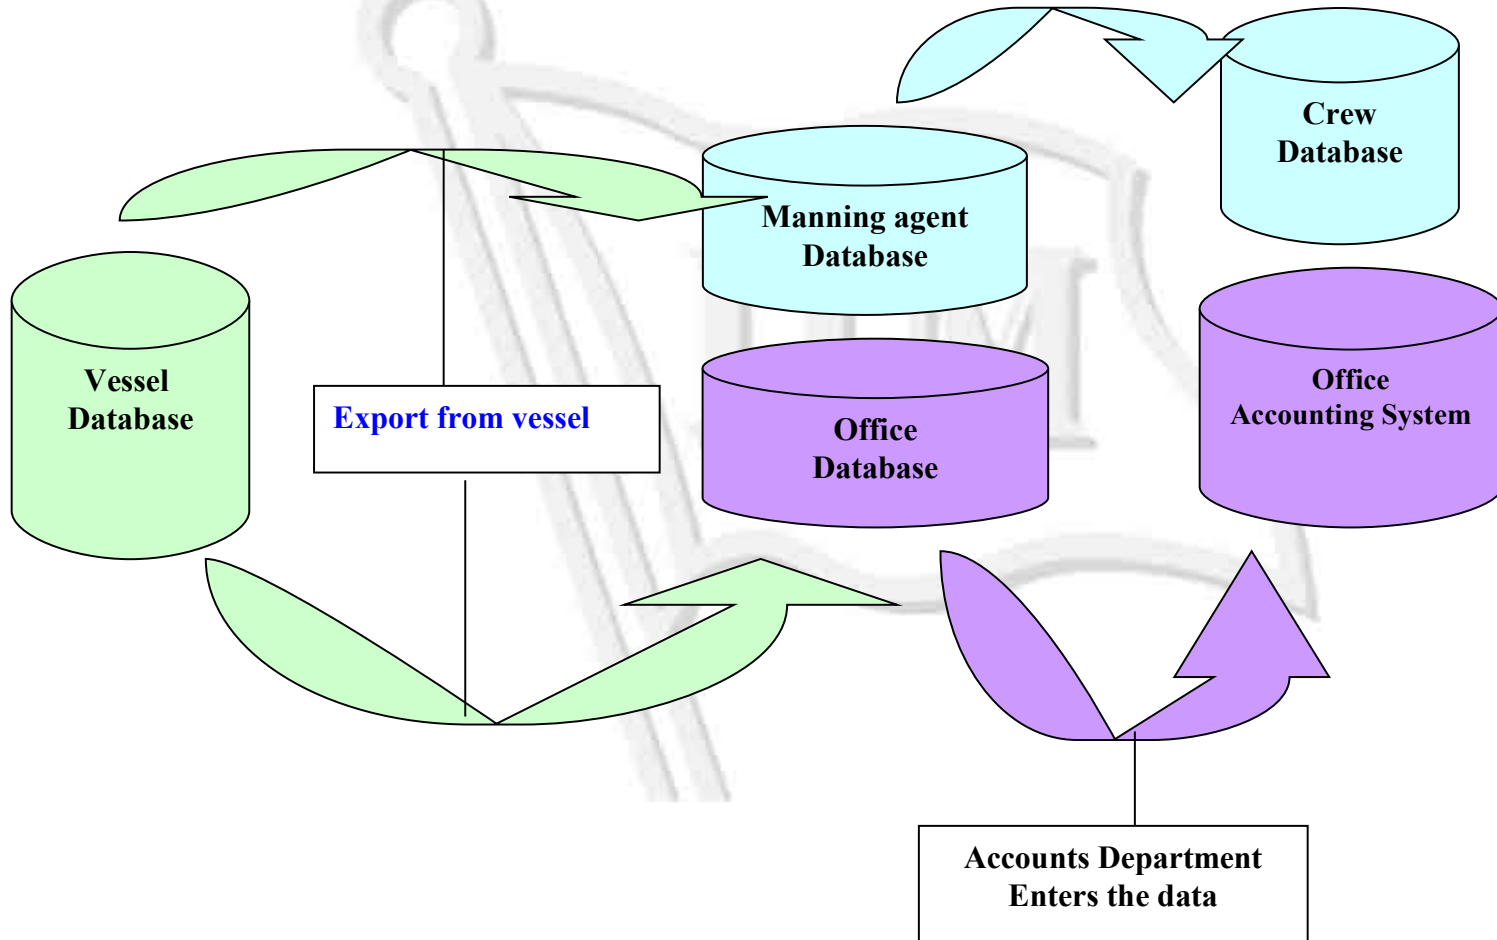 Crew
Database
Manning agent
Database
Vessel
Database
Export from vessel
Office
Database
Office
Accounting System
Accounts Department
Enters the data